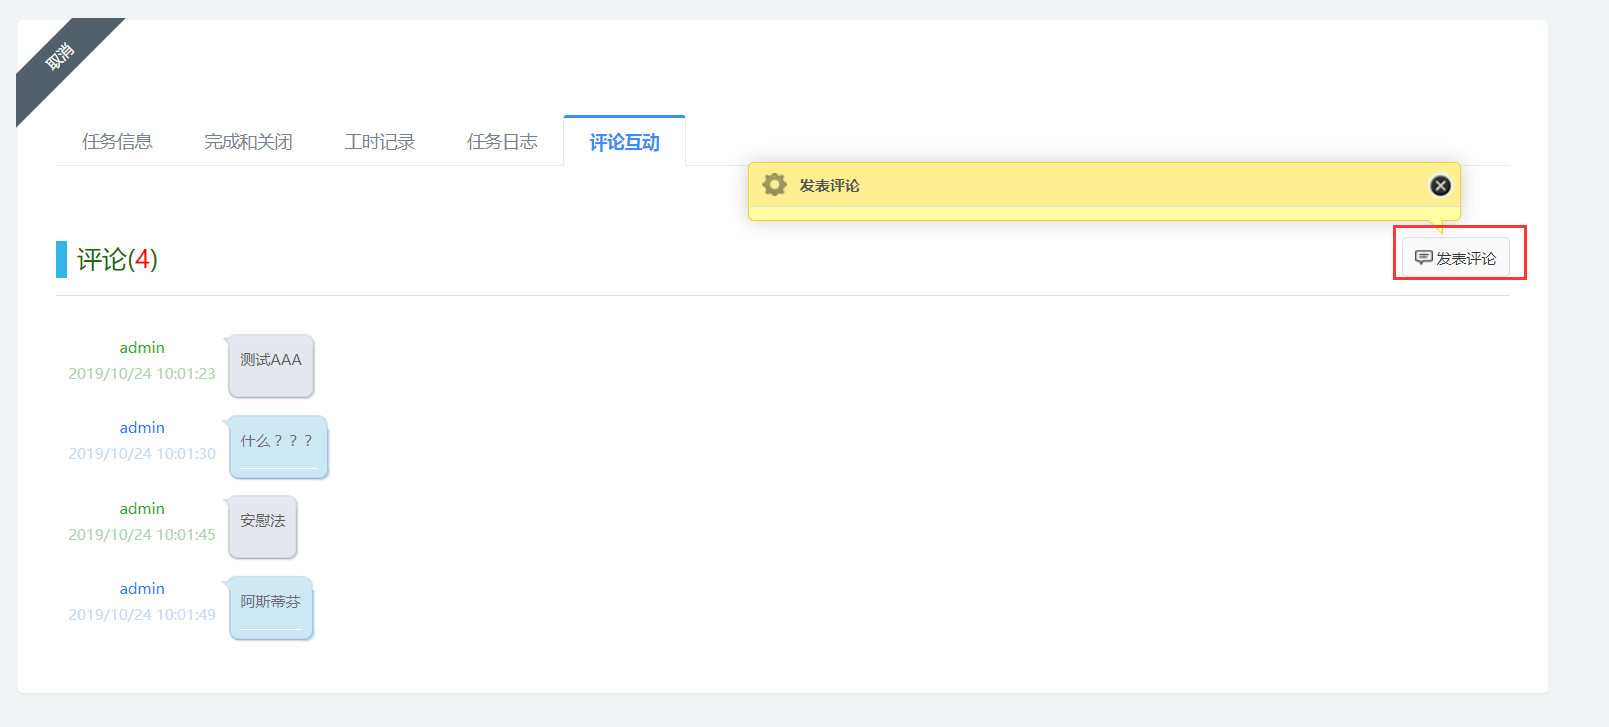 取消
任务信息
完成和关闭
工时记录
任务日志
评论互动
发表评论
评论(4)
发表评论
admin
2019/10/24 10:01:23
测试AAA
admin
2019/10/24 10:01:30
什么？？？
admin
2019/10/24 10:01:45
安慰法
admin
2019/10/24 10:01:49
阿斯蒂芬